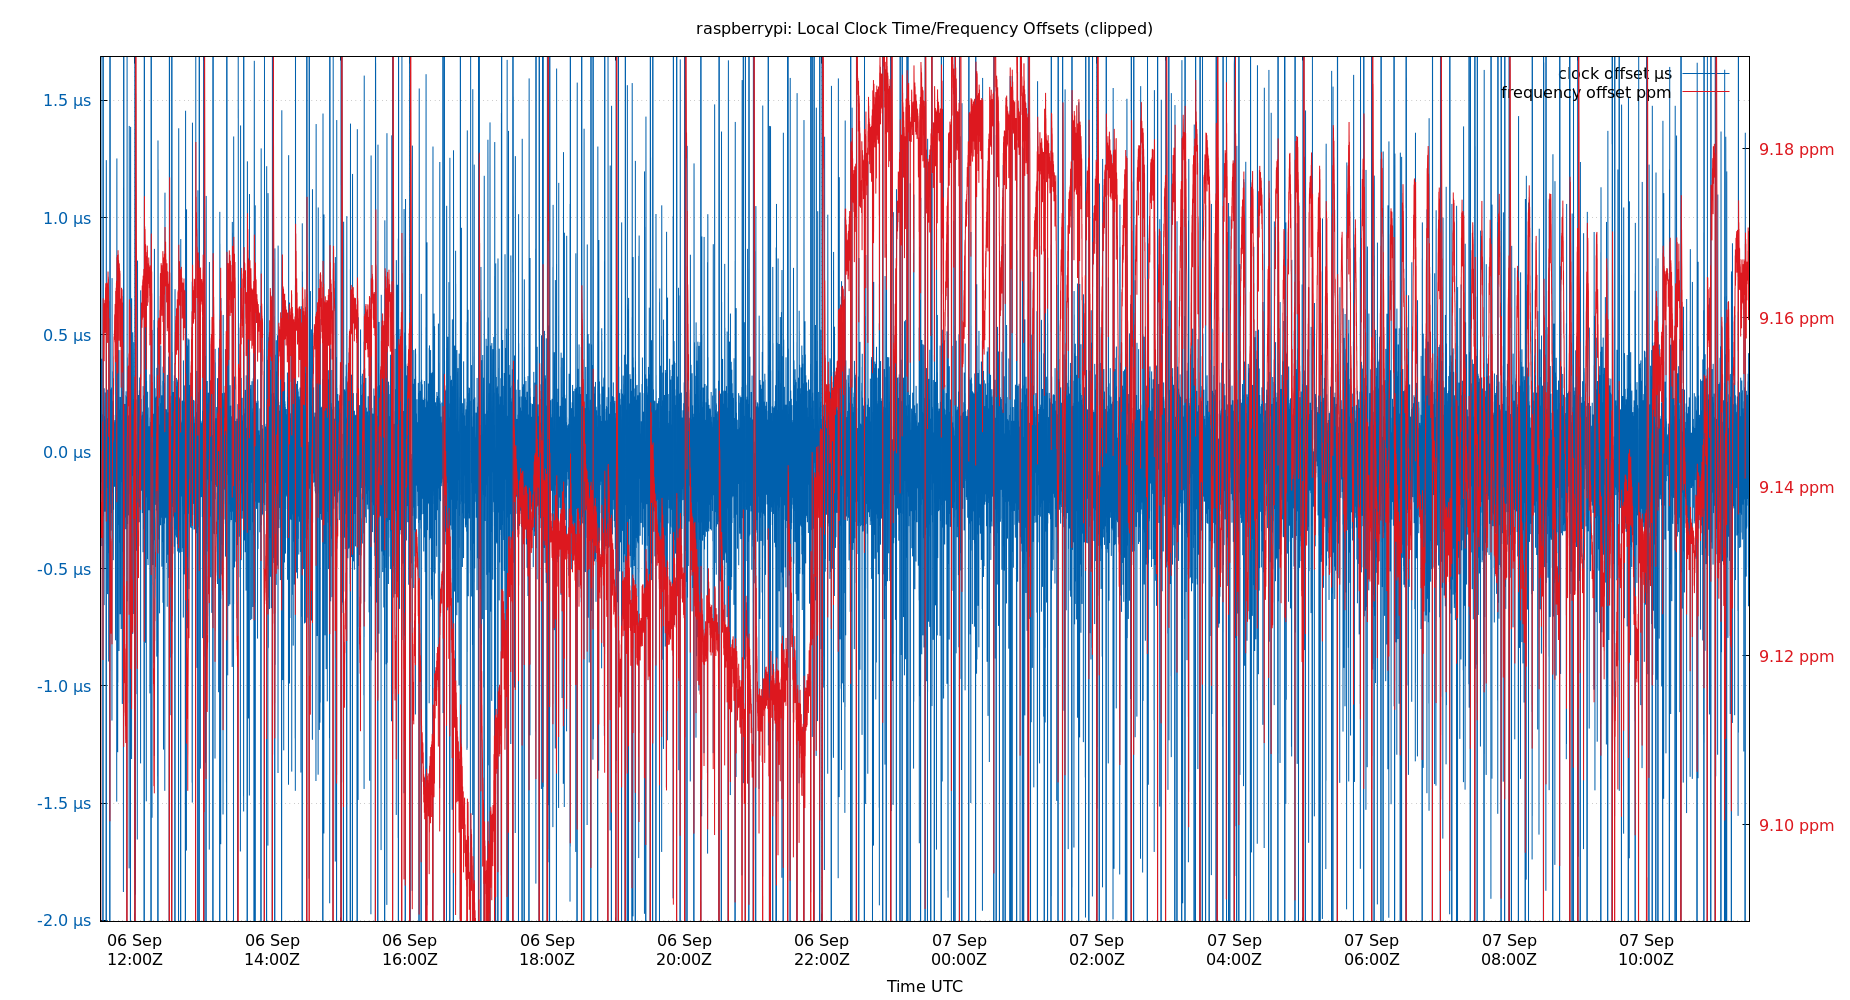 raspberrypi: Local Clock Time/Frequency Offsets (clipped)
clock offset µs
frequency offset ppm
1.5 µs
1.0 µs
0.5 µs
0.0 µs
-0.5 µs
-1.0 µs
-1.5 µs
-2.0 µs
9.18 ppm
9.16 ppm
9.14 ppm
9.12 ppm
9.10 ppm
06 Sep 06 Sep 06 Sep 06 Sep 06 Sep 06 Sep 07 Sep 07 Sep 07 Sep 07 Sep 07 Sep 07 Sep
12:00Z 14:00Z 16:00Z 18:00Z 20:00Z 22:00Z 00:00Z 02:00Z 04:00Z 06:00Z 08:00Z 10:00Z
Time UTC